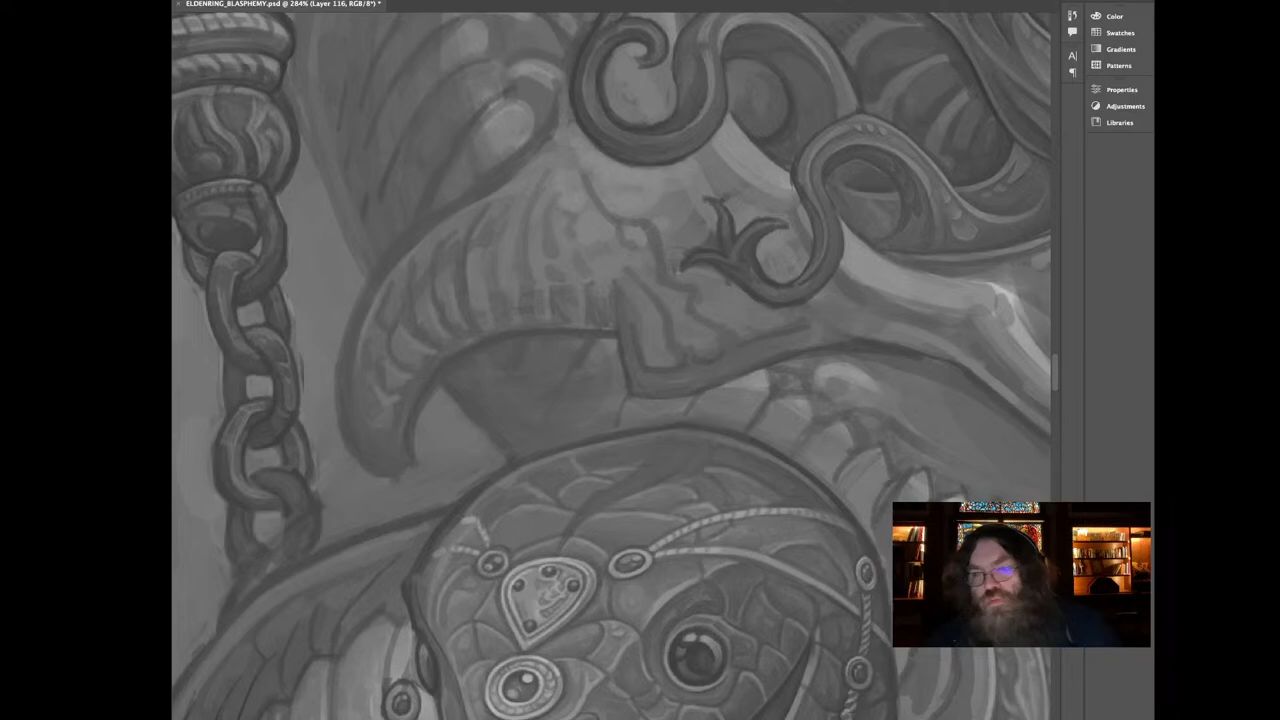 × ELDENRING_BLASPHEMY.psd @ 284% (Layer 116, RGB/8*) *
Color
Swatches
Gradients
Patterns
Properties
Adjustments
Libraries